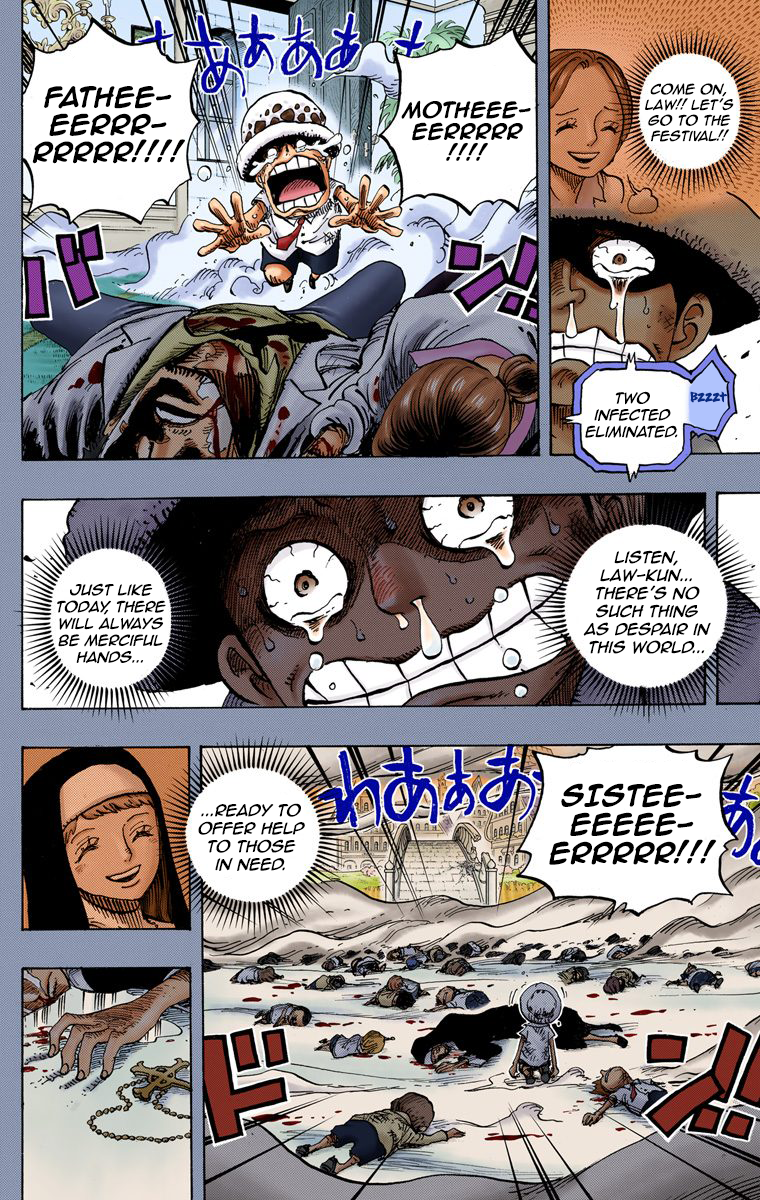 COME ON,
LAW!! LET'S
GO TO THE
FESTIVAL!!
BZZZT
TWO
INFECTED
ELIMINATED.
MOTHEEE-
EERRRRR
!!!!
ああああ
FATHEE-
EERRR-
RRRRR!!!!
バン!!
LISTEN,
LAW-KUN...
THERE'S NO
SUCH THING
AS DESPAIR IN
THIS WORLD...
JUST LIKE
TODAY, THERE
WILL ALWAYS
BE MERCIFUL
HANDS...
...READY TO
OFFER HELP
TO THOSE
IN NEED.
SISTEE-
EEEEE-
ERRRRR!!!
わああああ
ドン!!